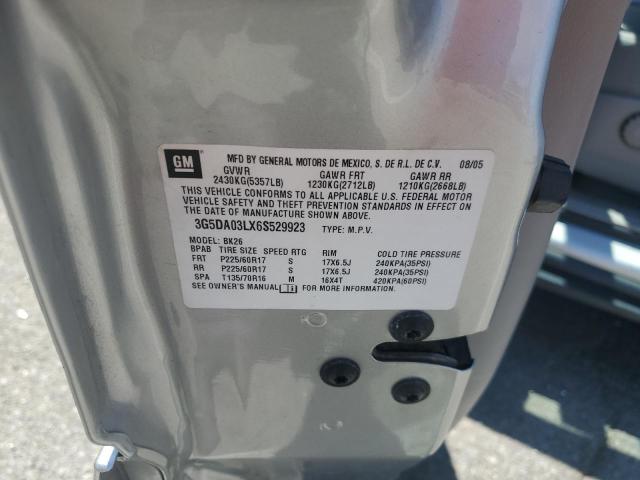 GM
MFD BY GENERAL MOTORS DE MEXICO, S. DE R.L. DE C.V. 08/05
GVWR GAWR FRT GAWR RR
2430KG(5357LB) 1230KG(2712LB) 1210KG(2668LB)
THIS VEHICLE CONFORMS TO ALL APPLICABLE U.S. FEDERAL MOTOR
VEHICLE SAFETY AND THEFT PREVENTION STANDARDS IN EFFECT ON
THE DATE OF MANUFACTURE SHOWN ABOVE.
3G5DA03LX6S529923 TYPE: M.P.V.
MODEL: BK26
BPAB TIRE SIZE SPEED RTG RIM COLD TIRE PRESSURE
FRT P225/60R17 S 17X6.5J 240KPA(35PSI)
RR P225/60R17 S 17X6.5J 240KPA(35PSI)
SPA T135/70R16 M 16X4T 420KPA(60PSI)
SEE OWNER'S MANUAL FOR MORE INFORMATION.